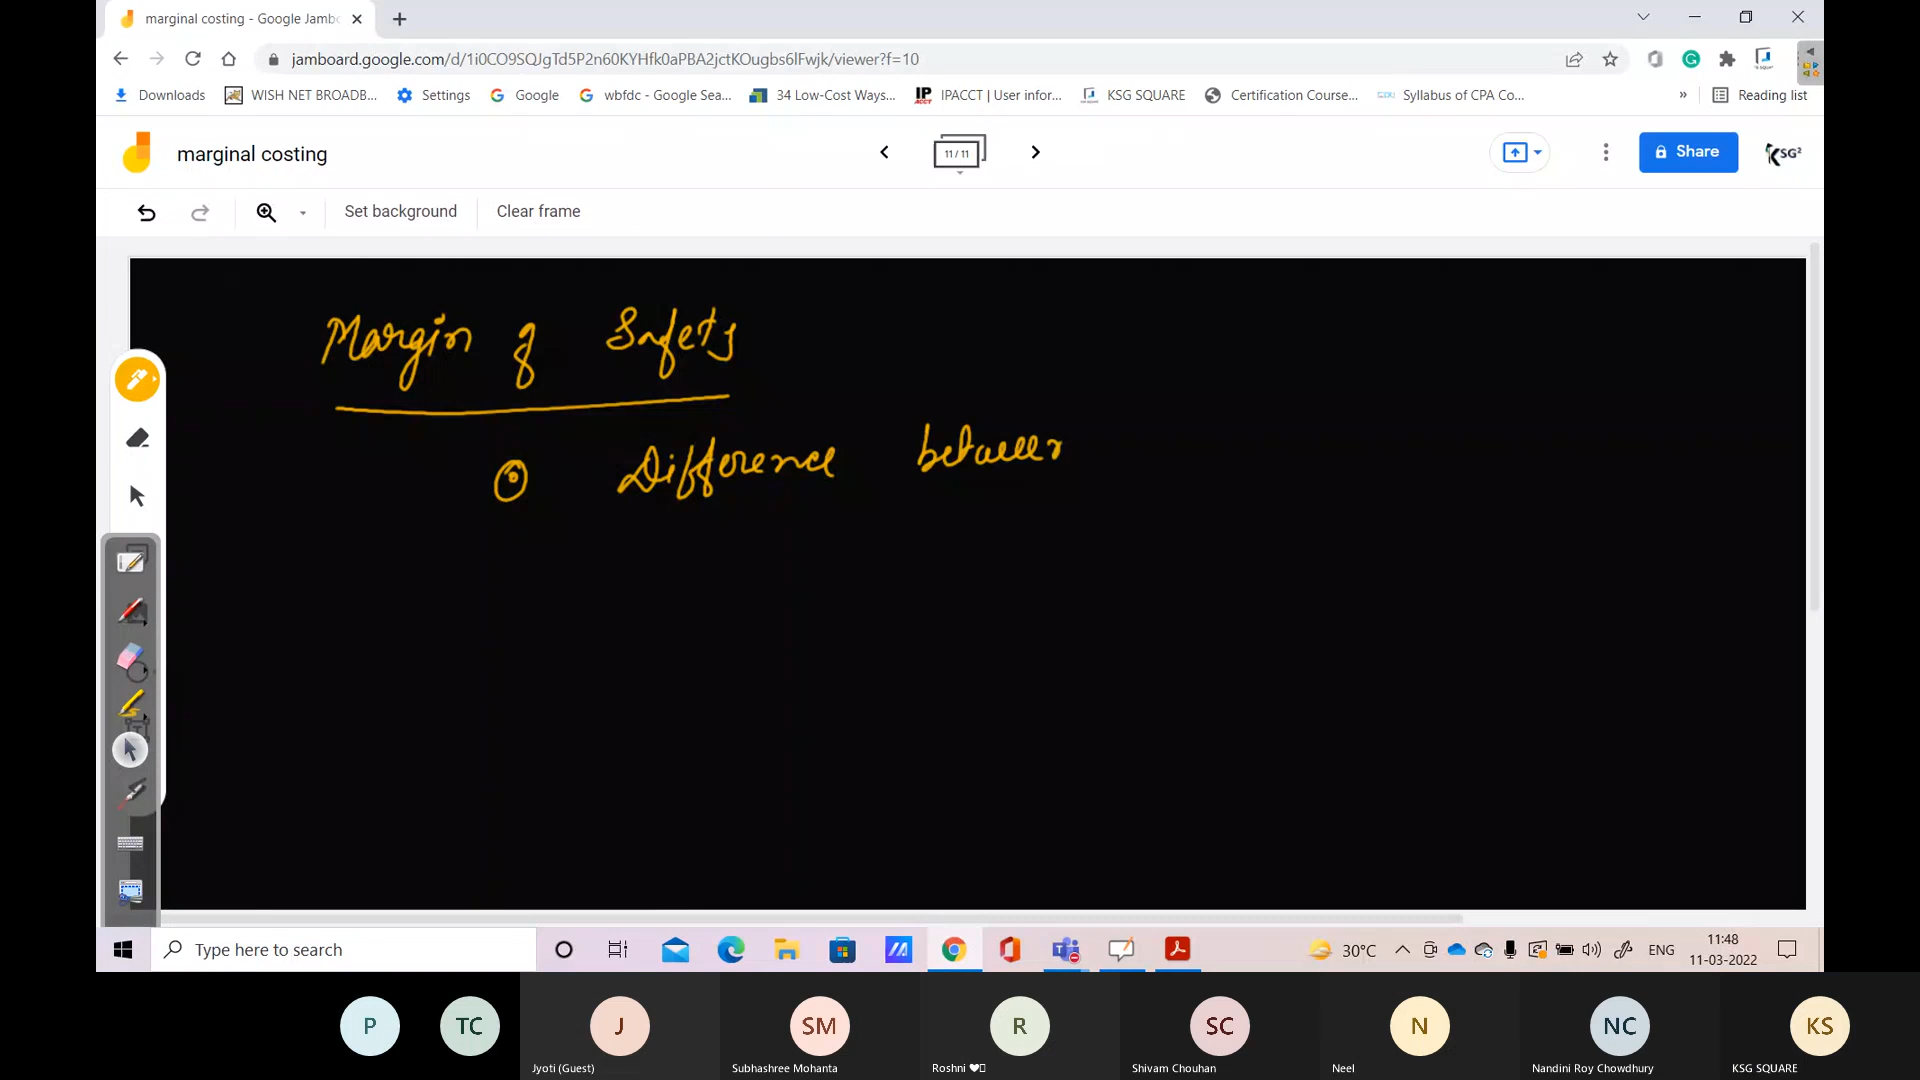 marginal costing - Google Jambo
jamboard.google.com/d/1i0CO9SQJgTd5P2n60KYHfk0aPBA2jctKOugbs6lFwjk/viewer?f=10
Downloads WISH NET BROADB... Settings Google wbfdc - Google Sea... 34 Low-Cost Ways... IPACCT | User infor... KSG SQUARE Certification Course... Syllabus of CPA Co... » Reading list
marginal costing 11 / 11 Share KSG²
Set background Clear frame
Margin of Safety
Difference between
Type here to search 30°C ENG 11:48
11-03-2022
P TC J SM R SC N NC KS
Jyoti (Guest) Subhashree Mohanta Roshni Shivam Chouhan Neel Nandini Roy Chowdhury KSG SQUARE